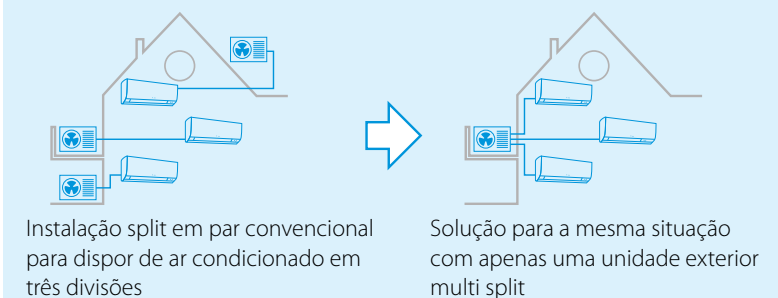 Instalação split em par convencional
para dispor de ar condicionado em
três divisões
Solução para a mesma situação
com apenas uma unidade exterior
multi split